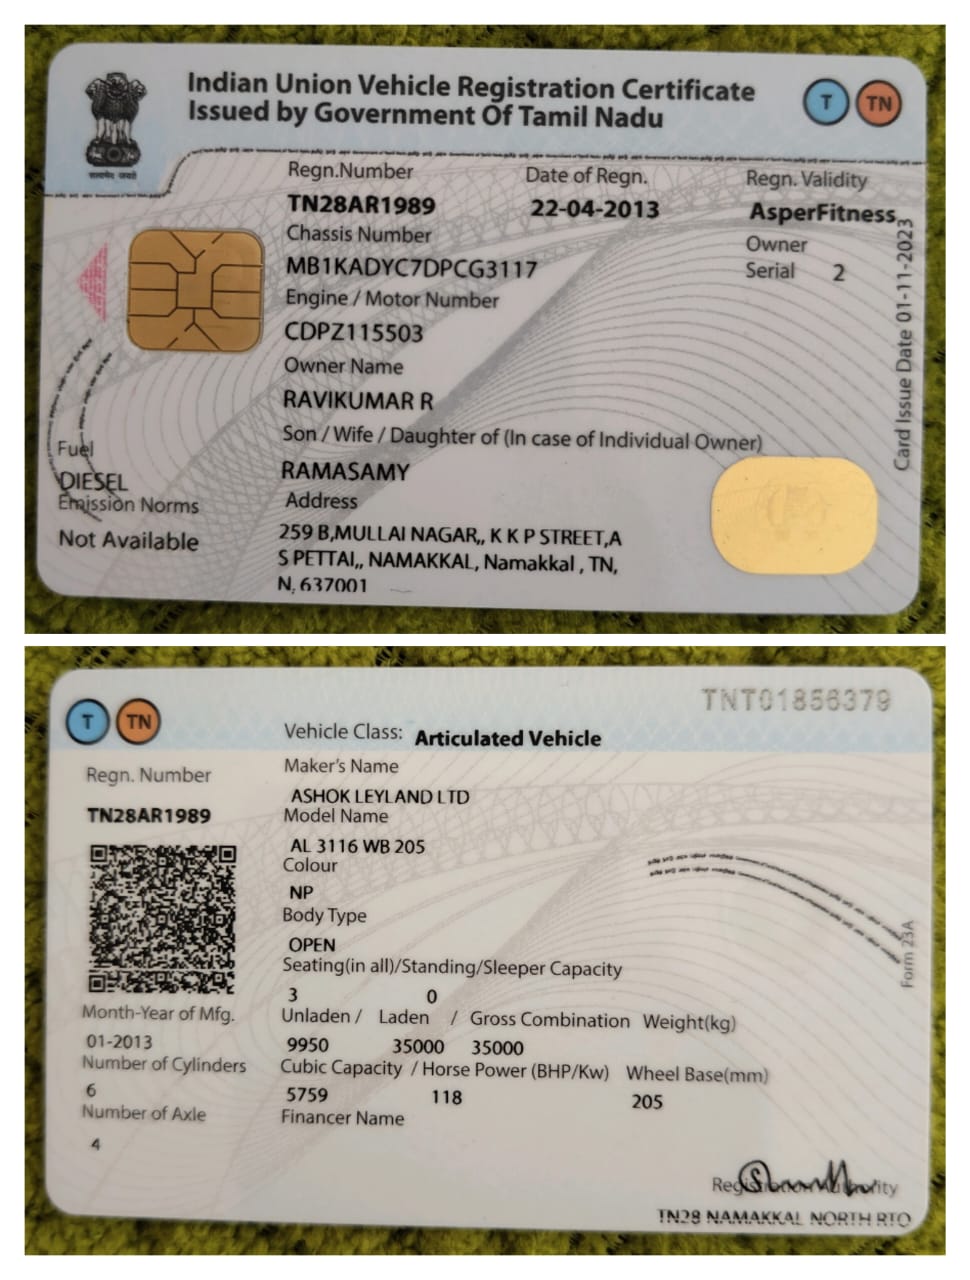 Indian Union Vehicle Registration Certificate
Issued by Government Of Tamil Nadu
T TN
सत्यमेव जयते
Regn.Number Date of Regn. Regn. Validity
TN28AR1989 22-04-2013 AsperFitness
Chassis Number Owner
MB1KADYC7DPCG3117 Serial 2
Engine / Motor Number
CDPZ115503
Owner Name
RAVIKUMAR R
Son / Wife / Daughter of (In case of Individual Owner)
RAMASAMY
Address
259 B,MULLAI NAGAR,, K K P STREET,A
S PETTAI,, NAMAKKAL, Namakkal , TN,
N, 637001
Fuel
DIESEL
Emission Norms
Not Available
Card Issue Date 01-11-2023
TNT01856379
T TN
Vehicle Class: Articulated Vehicle
Regn. Number
TN28AR1989
Maker's Name
ASHOK LEYLAND LTD
Model Name
AL 3116 WB 205
Colour
NP
Body Type
OPEN
Seating(in all)/Standing/Sleeper Capacity
3 0
Month-Year of Mfg.
01-2013
Unladen / Laden / Gross Combination Weight(kg)
9950 35000 35000
Number of Cylinders
6
Cubic Capacity / Horse Power (BHP/Kw) Wheel Base(mm)
5759 118 205
Number of Axle
4
Financer Name
Form 23A
Registration Authority
TN28 NAMAKKAL NORTH RTO